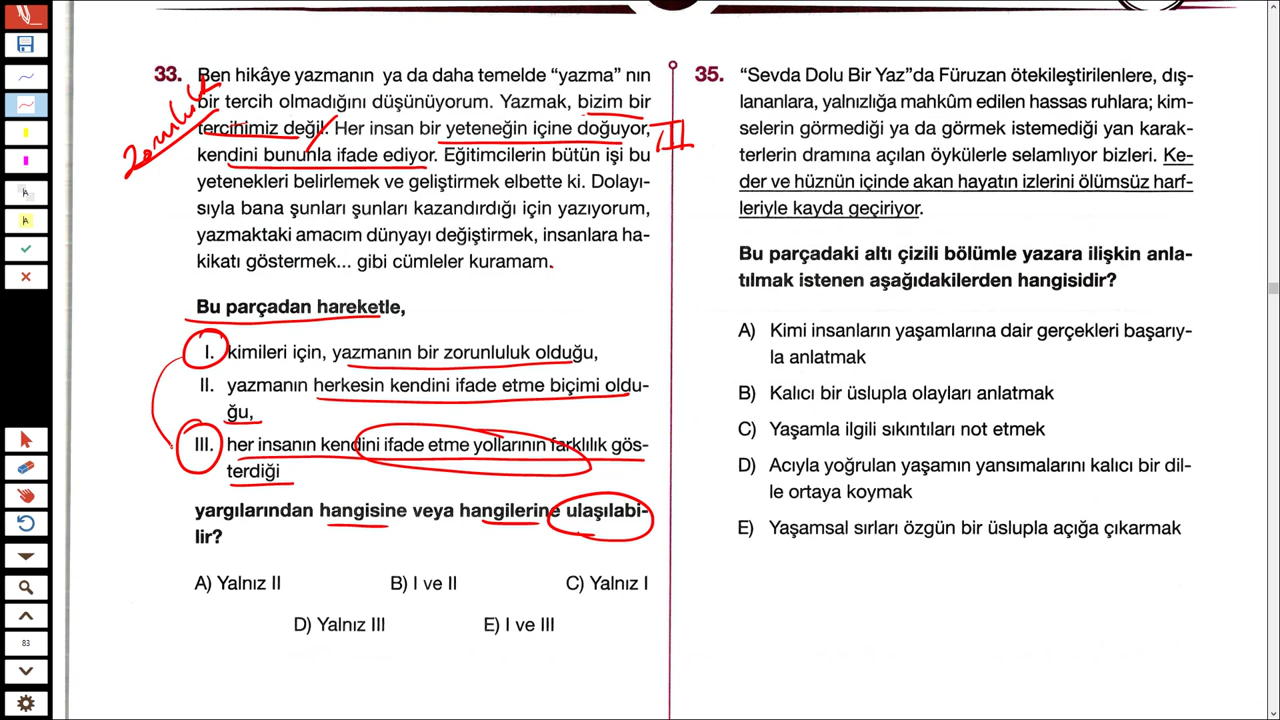 33. Ben hikâye yazmanın ya da daha temelde “yazma” nın
bir tercih olmadığını düşünüyorum. Yazmak, bizim bir
tercihimiz değil. Her insan bir yeteneğin içine doğuyor,
kendini bununla ifade ediyor. Eğitimcilerin bütün işi bu
yetenekleri belirlemek ve geliştirmek elbette ki. Dolayı-
sıyla bana şunları şunları kazandırdığı için yazıyorum,
yazmaktaki amacım dünyayı değiştirmek, insanlara ha-
kikatı göstermek... gibi cümleler kuramam.
zorunluluk
III
Bu parçadan hareketle,
I. kimileri için, yazmanın bir zorunluluk olduğu,
II. yazmanın herkesin kendini ifade etme biçimi oldu-
ğu,
III. her insanın kendini ifade etme yollarının farklılık gös-
terdiği
yargılarından hangisine veya hangilerine ulaşılabi-
lir?
A) Yalnız II B) I ve II C) Yalnız I
D) Yalnız III E) I ve III
35. “Sevda Dolu Bir Yaz”da Füruzan ötekileştirilenlere, dış-
lananlara, yalnızlığa mahkûm edilen hassas ruhlara; kim-
selerin görmediği ya da görmek istemediği yan karak-
terlerin dramına açılan öykülerle selamlıyor bizleri. Ke-
der ve hüznün içinde akan hayatın izlerini ölümsüz harf-
leriyle kayda geçiriyor.
Bu parçadaki altı çizili bölümle yazara ilişkin anla-
tılmak istenen aşağıdakilerden hangisidir?
A) Kimi insanların yaşamlarına dair gerçekleri başarıy-
la anlatmak
B) Kalıcı bir üslupla olayları anlatmak
C) Yaşamla ilgili sıkıntıları not etmek
D) Acıyla yoğrulan yaşamın yansımalarını kalıcı bir dil-
le ortaya koymak
E) Yaşamsal sırları özgün bir üslupla açığa çıkarmak
83